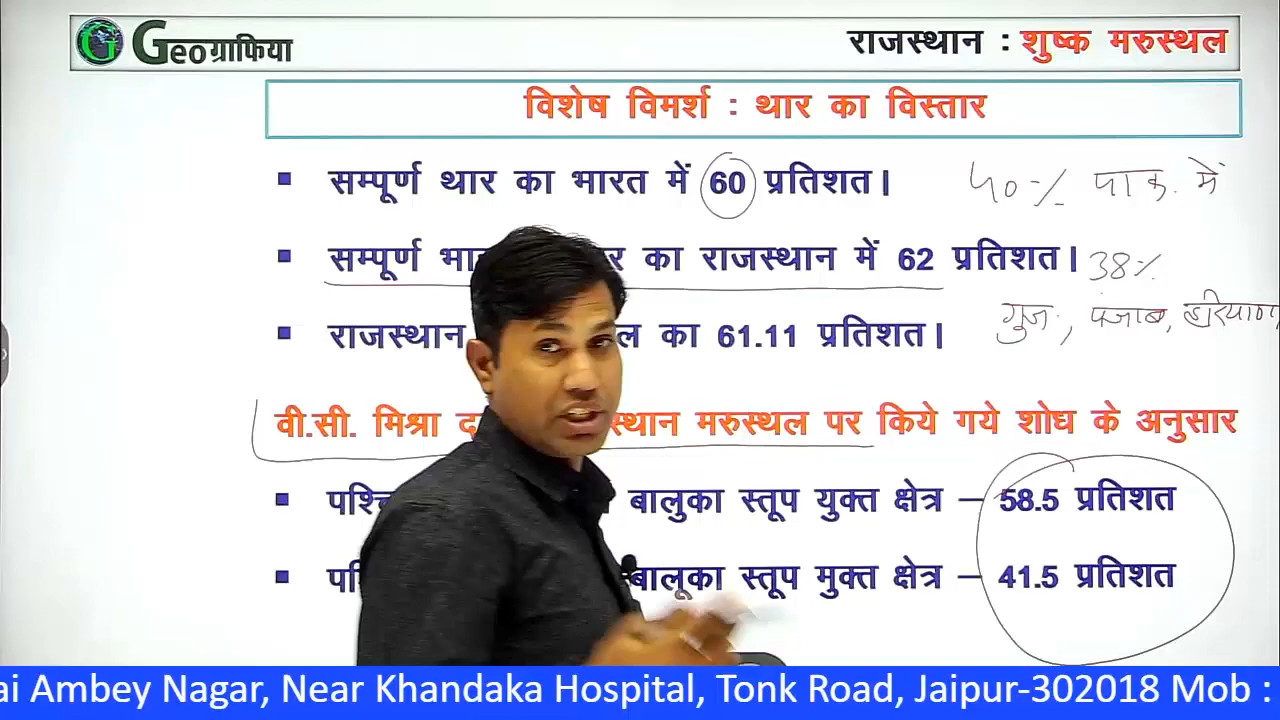 Geoग्राफिया
राजस्थान : शुष्क मरुस्थल
विशेष विमर्श : थार का विस्तार
सम्पूर्ण थार का भारत में 60 प्रतिशत। 40% पाक. में
सम्पूर्ण का राजस्थान में 62 प्रतिशत। 38%
गुज., पंजाब, हरियाणा
राजस्थान का 61.11 प्रतिशत।
वी.सी. मिश्रा मरुस्थल पर किये गये शोध के अनुसार
बालुका स्तूप युक्त क्षेत्र – 58.5 प्रतिशत
बालूका स्तूप मुक्त क्षेत्र – 41.5 प्रतिशत
Ambey Nagar, Near Khandaka Hospital, Tonk Road, Jaipur-302018 Mob :